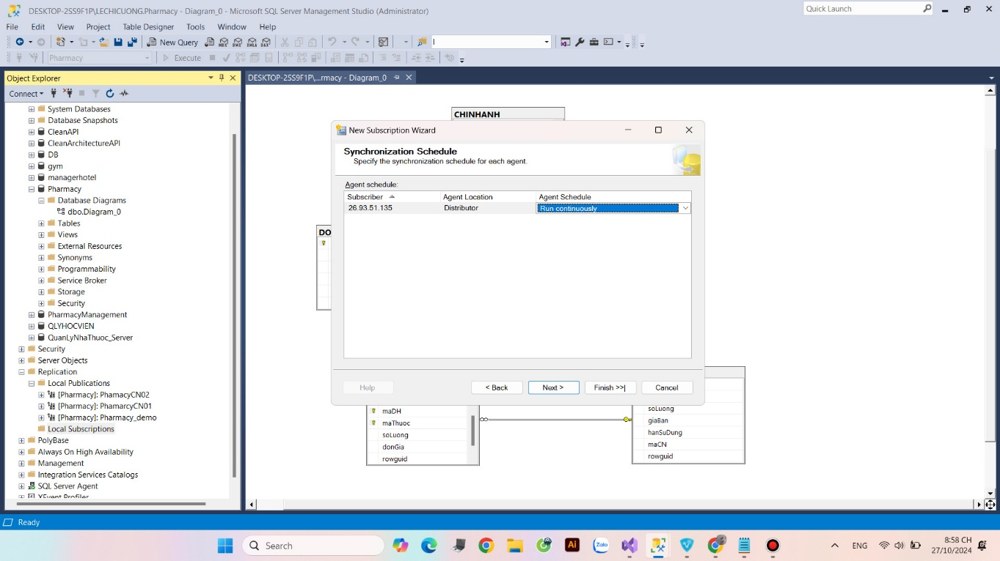 DESKTOP-2SS9F1P\LECHICUONG.Pharmacy - Diagram_0 - Microsoft SQL Server Management Studio (Administrator)
Quick Launch
File Edit View Project Table Designer Tools Window Help
New Query
Pharmacy
Execute
Object Explorer
DESKTOP-2SS9F1P\...rmacy - Diagram_0
Connect
System Databases
Database Snapshots
CleanAPI
CleanArchitectureAPI
DB
gym
managerhotel
Pharmacy
Database Diagrams
dbo.Diagram_0
Tables
Views
External Resources
Synonyms
Programmability
Service Broker
Storage
Security
PharmacyManagement
QLYHOCVIEN
QuanLyNhaThuoc_Server
Security
Server Objects
Replication
Local Publications
[Pharmacy]: PhamacyCN02
[Pharmacy]: PhamarcyCN01
[Pharmacy]: Pharmacy_demo
Local Subscriptions
PolyBase
Always On High Availability
Management
Integration Services Catalogs
SQL Server Agent
XEvent Profiler
CHINHANH
DO
New Subscription Wizard
Synchronization Schedule
Specify the synchronization schedule for each agent.
Agent schedule:
Subscriber Agent Location Agent Schedule
26.93.51.135 Distributor Run continuously
Help < Back Next > Finish >>| Cancel
maDH
maThuoc
soLuong
donGia
rowguid
soLuong
giaBan
hanSuDung
maCN
rowguid
Ready
Search
Ai
Zalo
ENG
8:58 CH
27/10/2024